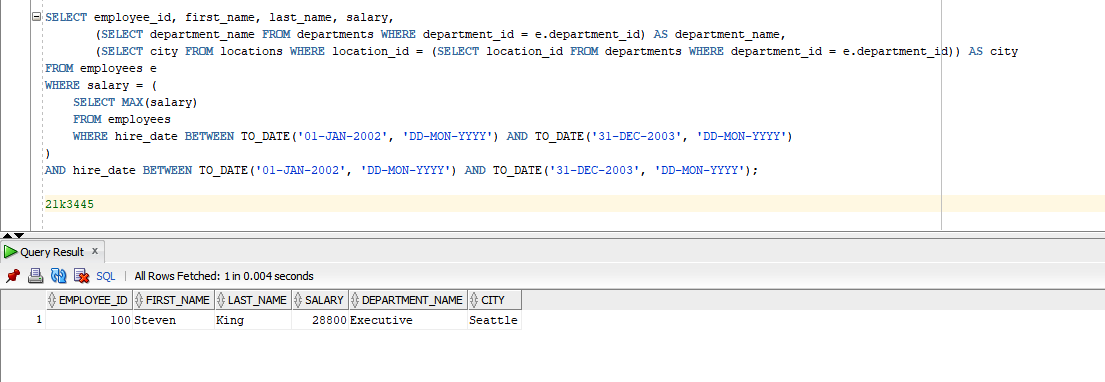 SELECT employee_id, first_name, last_name, salary,
(SELECT department_name FROM departments WHERE department_id = e.department_id) AS department_name,
(SELECT city FROM locations WHERE location_id = (SELECT location_id FROM departments WHERE department_id = e.department_id)) AS city
FROM employees e
WHERE salary = (
SELECT MAX(salary)
FROM employees
WHERE hire_date BETWEEN TO_DATE('01-JAN-2002', 'DD-MON-YYYY') AND TO_DATE('31-DEC-2003', 'DD-MON-YYYY')
)
AND hire_date BETWEEN TO_DATE('01-JAN-2002', 'DD-MON-YYYY') AND TO_DATE('31-DEC-2003', 'DD-MON-YYYY');
21k3445
Query Result x
SQL | All Rows Fetched: 1 in 0.004 seconds
EMPLOYEE_ID FIRST_NAME LAST_NAME SALARY DEPARTMENT_NAME CITY
1 100 Steven King 28800 Executive Seattle